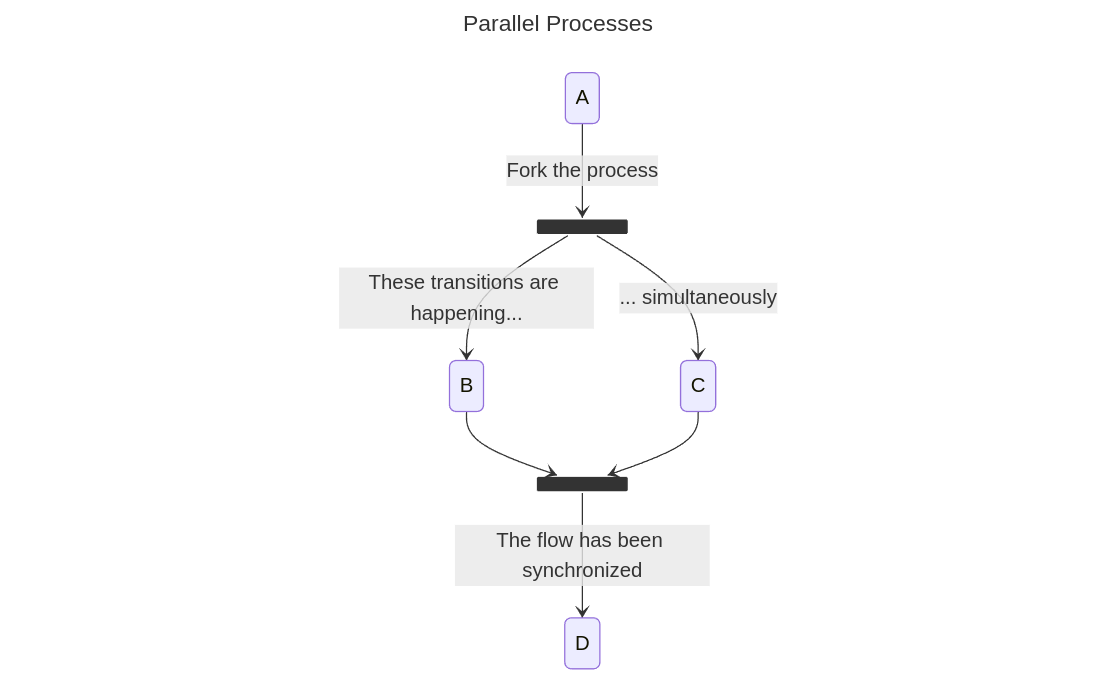 Parallel Processes
A
Fork the process
These transitions are
happening...
... simultaneously
B
C
The flow has been
synchronized
D